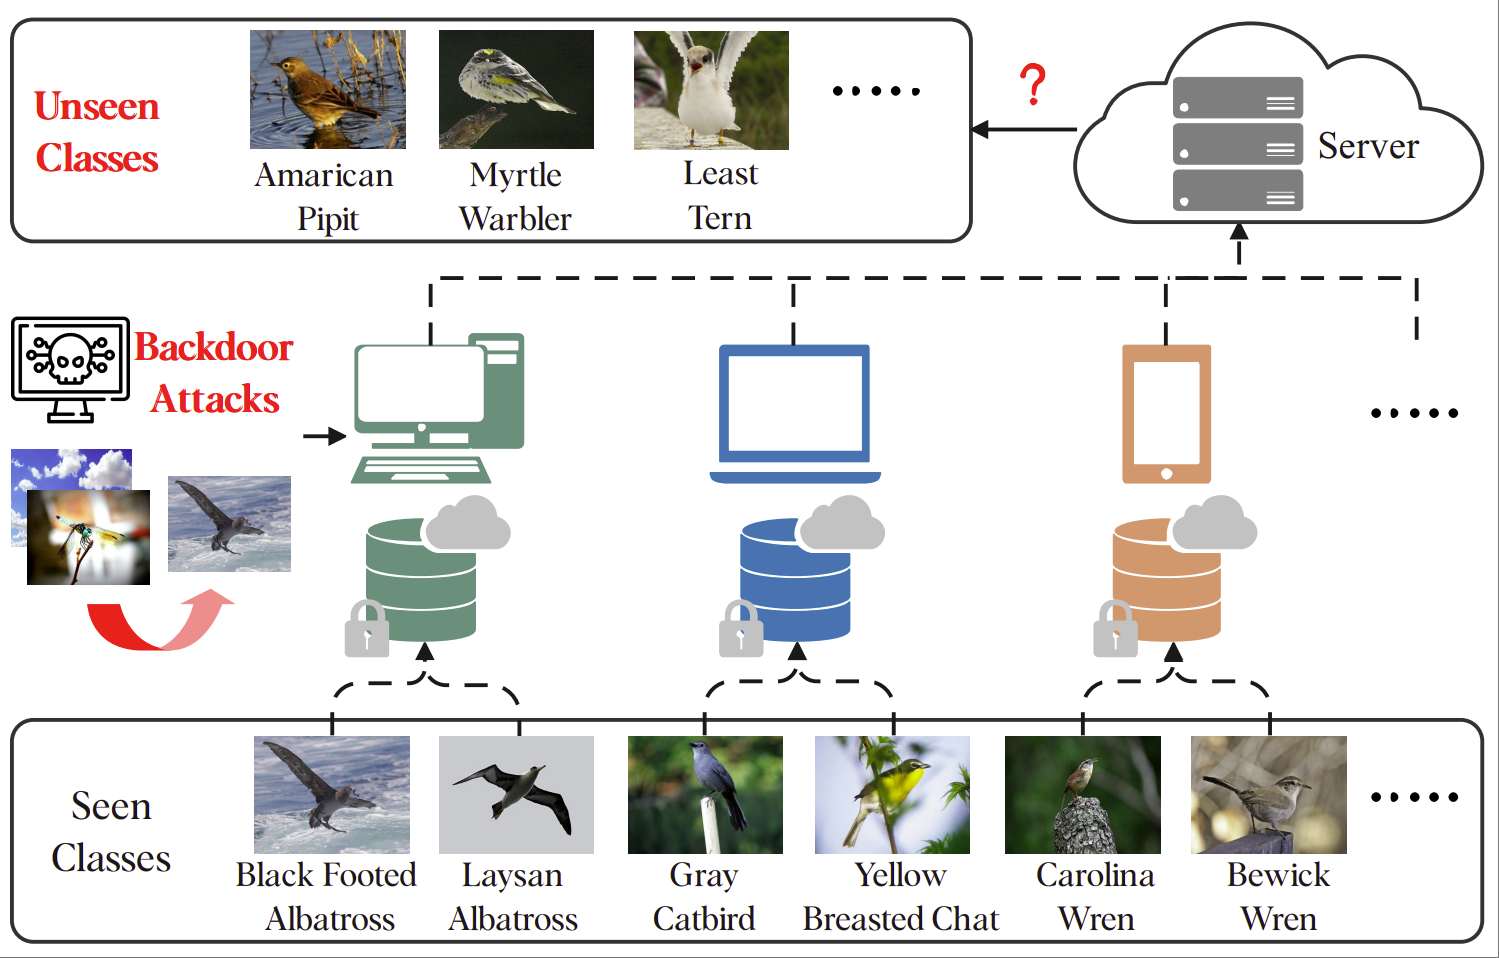 Unseen
Classes
Amarican
Pipit
Myrtle
Warbler
Least
Tern
?
Server
Backdoor
Attacks
Seen
Classes
Black Footed
Albatross
Laysan
Albatross
Gray
Catbird
Yellow
Breasted Chat
Carolina
Wren
Bewick
Wren